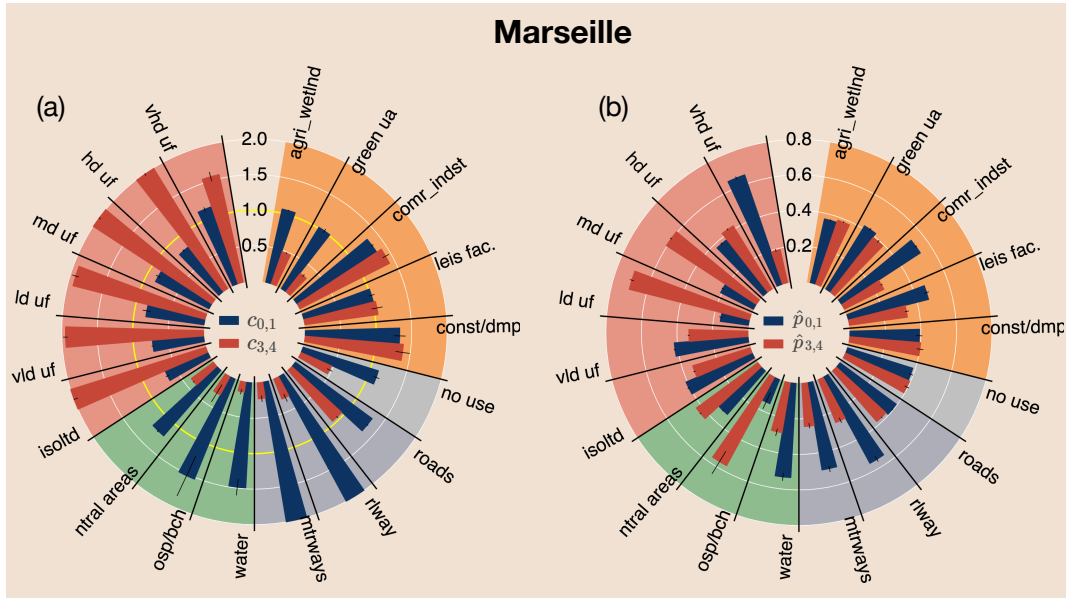 Marseille
(a)
agri_wetlnd
green ua
comr_indst
leis fac.
const/dmp
no use
roads
rlway
mtrways
water
osp/bch
ntral areas
isoltd
vld uf
ld uf
md uf
hd uf
vhd uf
2.0
1.5
1.0
0.5
c0,1
c3,4
(b)
agri_wetlnd
green ua
comr_indst
leis fac.
const/dmp
no use
roads
rlway
mtrways
water
osp/bch
ntral areas
isoltd
vld uf
ld uf
md uf
hd uf
vhd uf
0.8
0.6
0.4
0.2
p̂0,1
p̂3,4